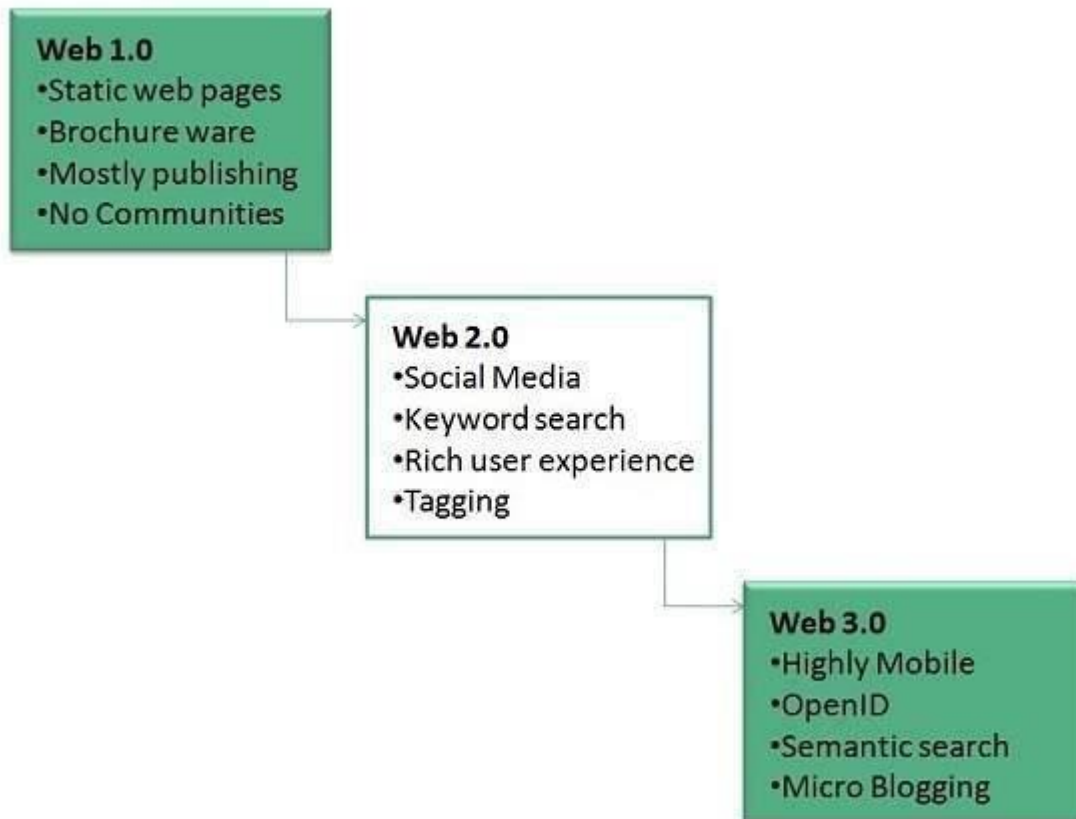 Web 1.0
•Static web pages
•Brochure ware
•Mostly publishing
•No Communities
Web 2.0
•Social Media
•Keyword search
•Rich user experience
•Tagging
Web 3.0
•Highly Mobile
•OpenID
•Semantic search
•Micro Blogging